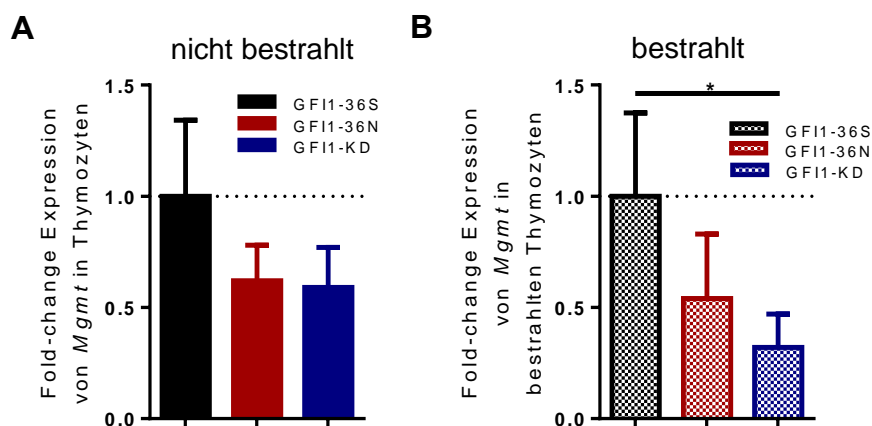 A
nicht bestrahlt
Fold-change Expression
von Mgmt in Thymozyten
1.5
1.0
0.5
0.0
GFI1-36S
GFI1-36N
GFI1-KD
B
bestrahlt
Fold-change Expression
von Mgmt in
bestrahlten Thymozyten
1.5
1.0
0.5
0.0
*
GFI1-36S
GFI1-36N
GFI1-KD